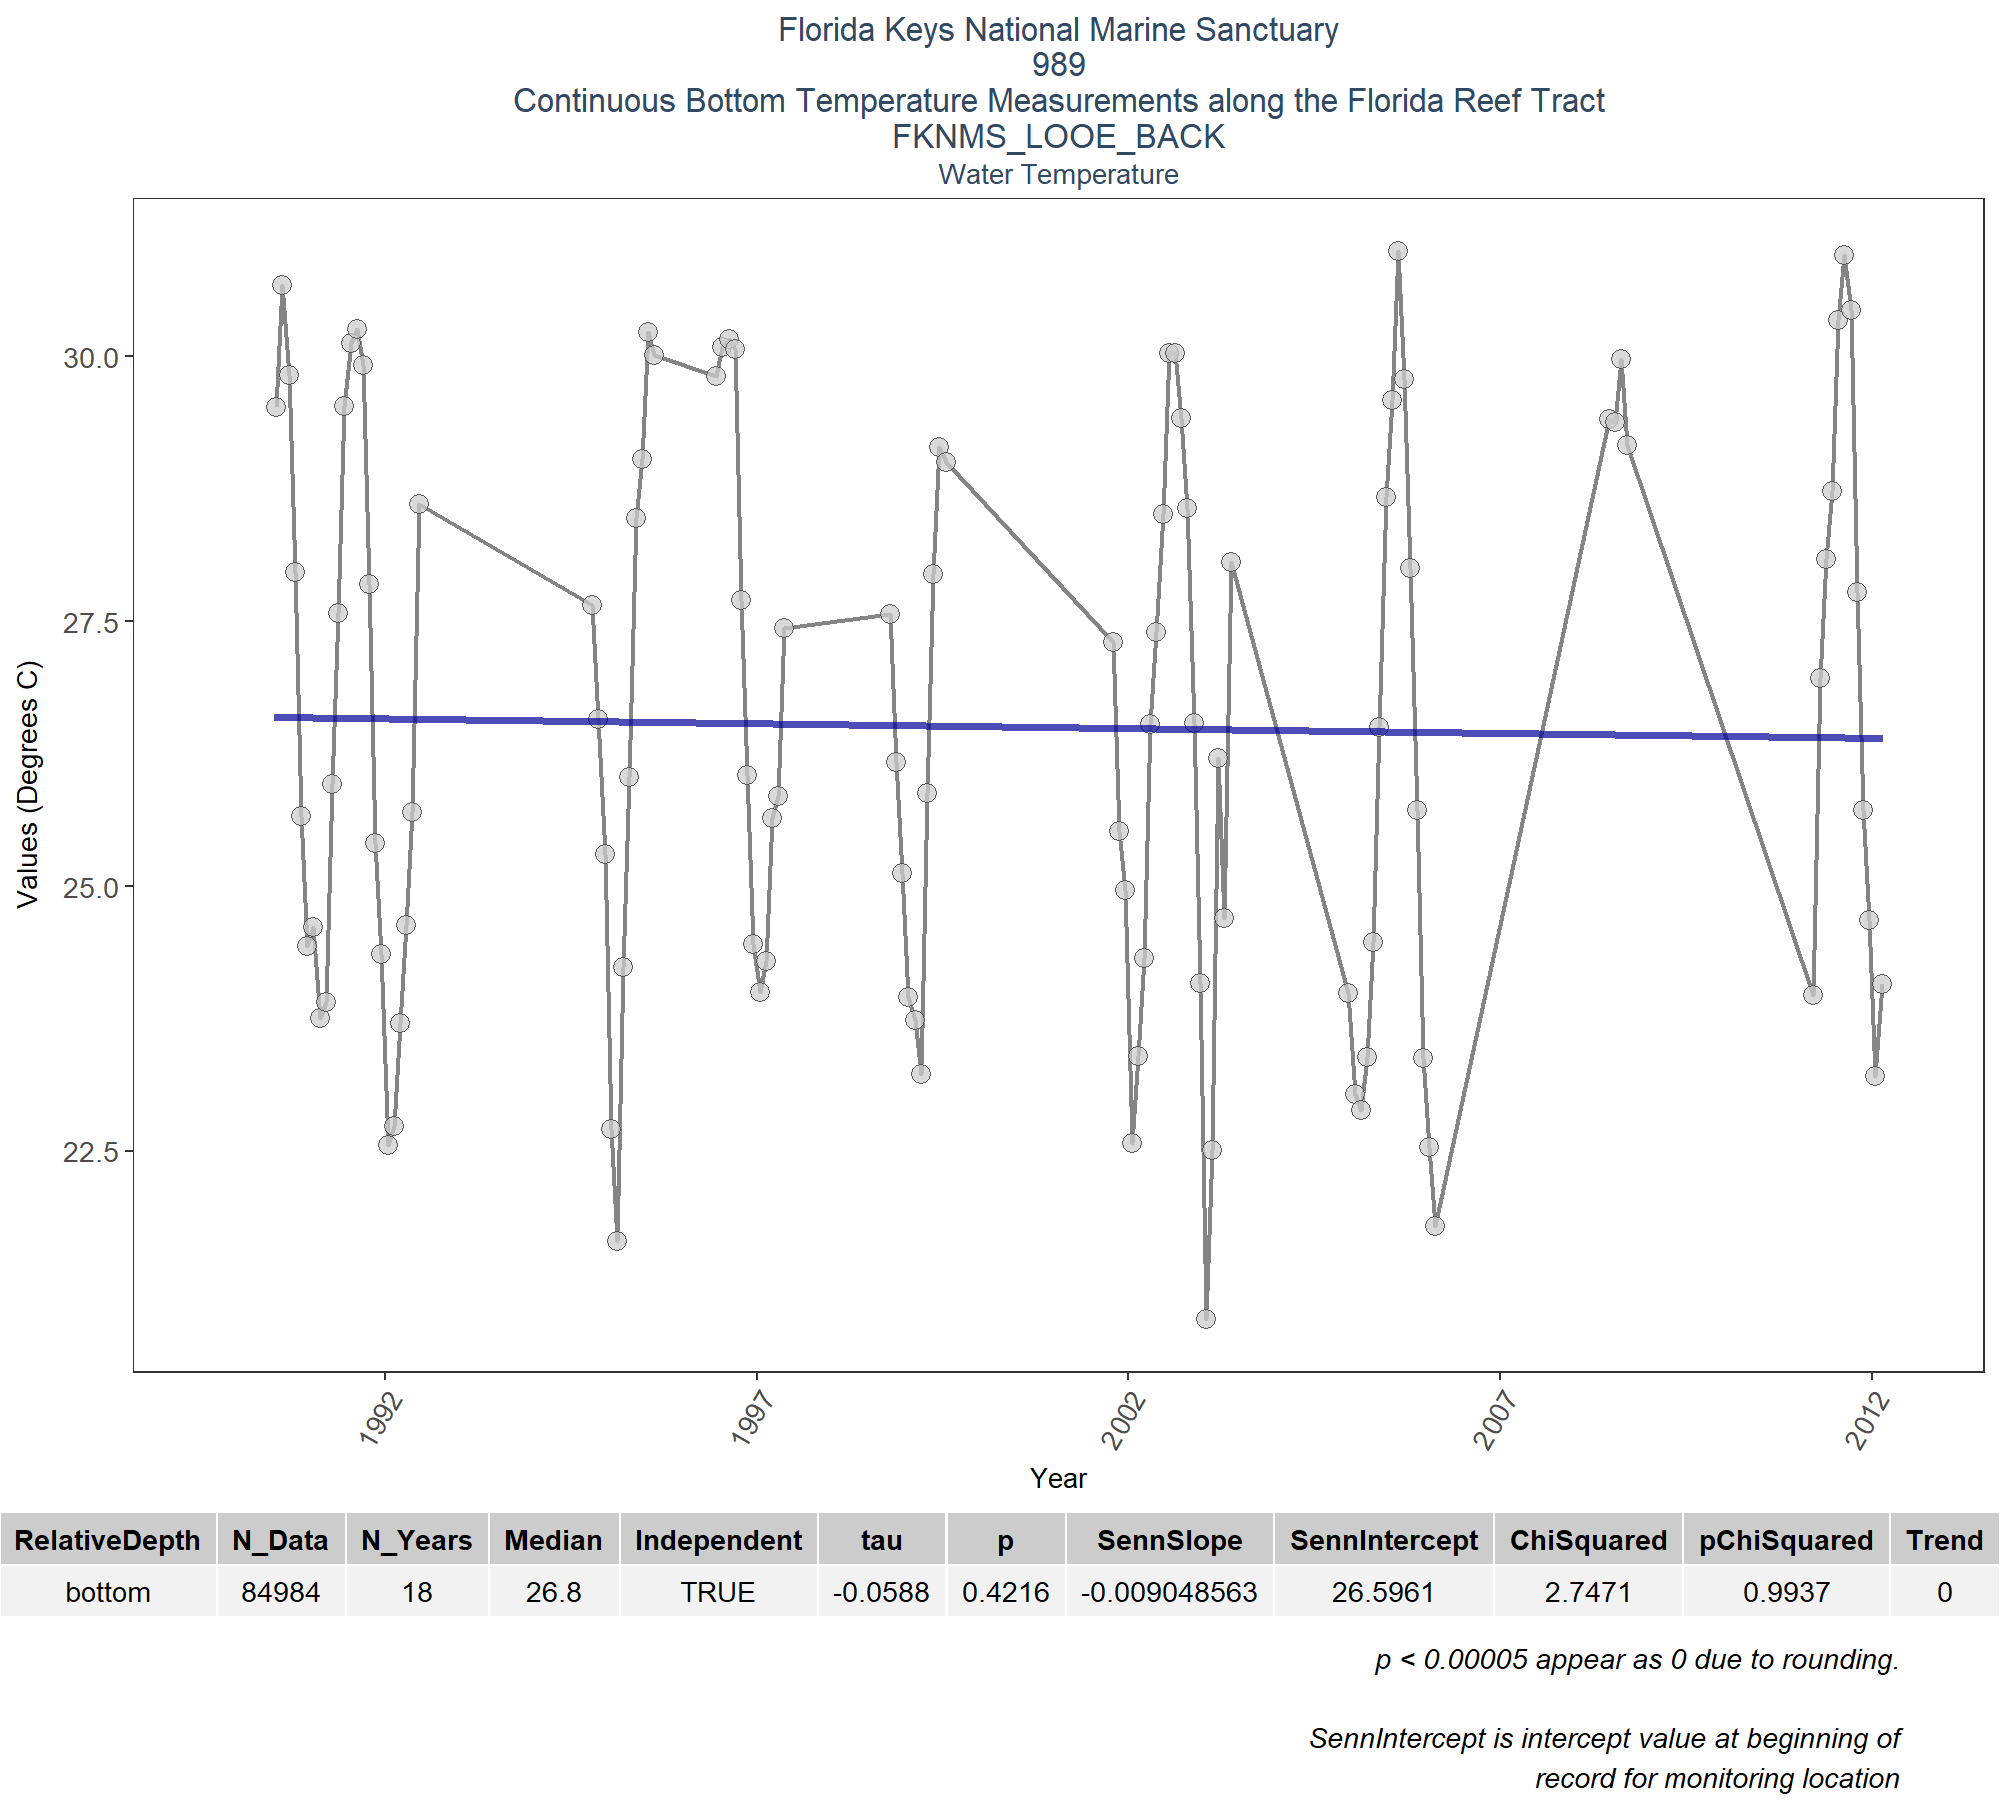 Florida Keys National Marine Sanctuary
989
Continuous Bottom Temperature Measurements along the Florida Reef Tract
FKNMS_LOOE_BACK
Water Temperature
Values (Degrees C)
30.0
27.5
25.0
22.5
1992 1997 2002 2007 2012
Year
RelativeDepth N_Data N_Years Median Independent tau p SennSlope SennIntercept ChiSquared pChiSquared Trend
bottom 84984 18 26.8 TRUE -0.0588 0.4216 -0.009048563 26.5961 2.7471 0.9937 0
p < 0.00005 appear as 0 due to rounding.
SennIntercept is intercept value at beginning of
record for monitoring location